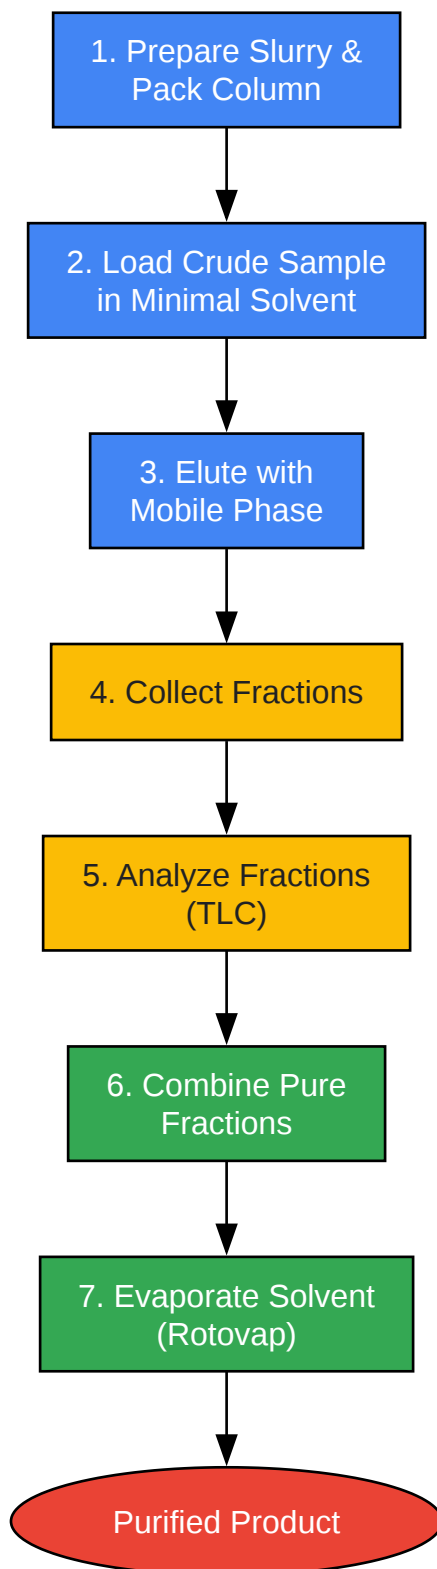 1. Prepare Slurry &
Pack Column
2. Load Crude Sample
in Minimal Solvent
3. Elute with
Mobile Phase
4. Collect Fractions
5. Analyze Fractions
(TLC)
6. Combine Pure
Fractions
7. Evaporate Solvent
(Rotovap)
Purified Product